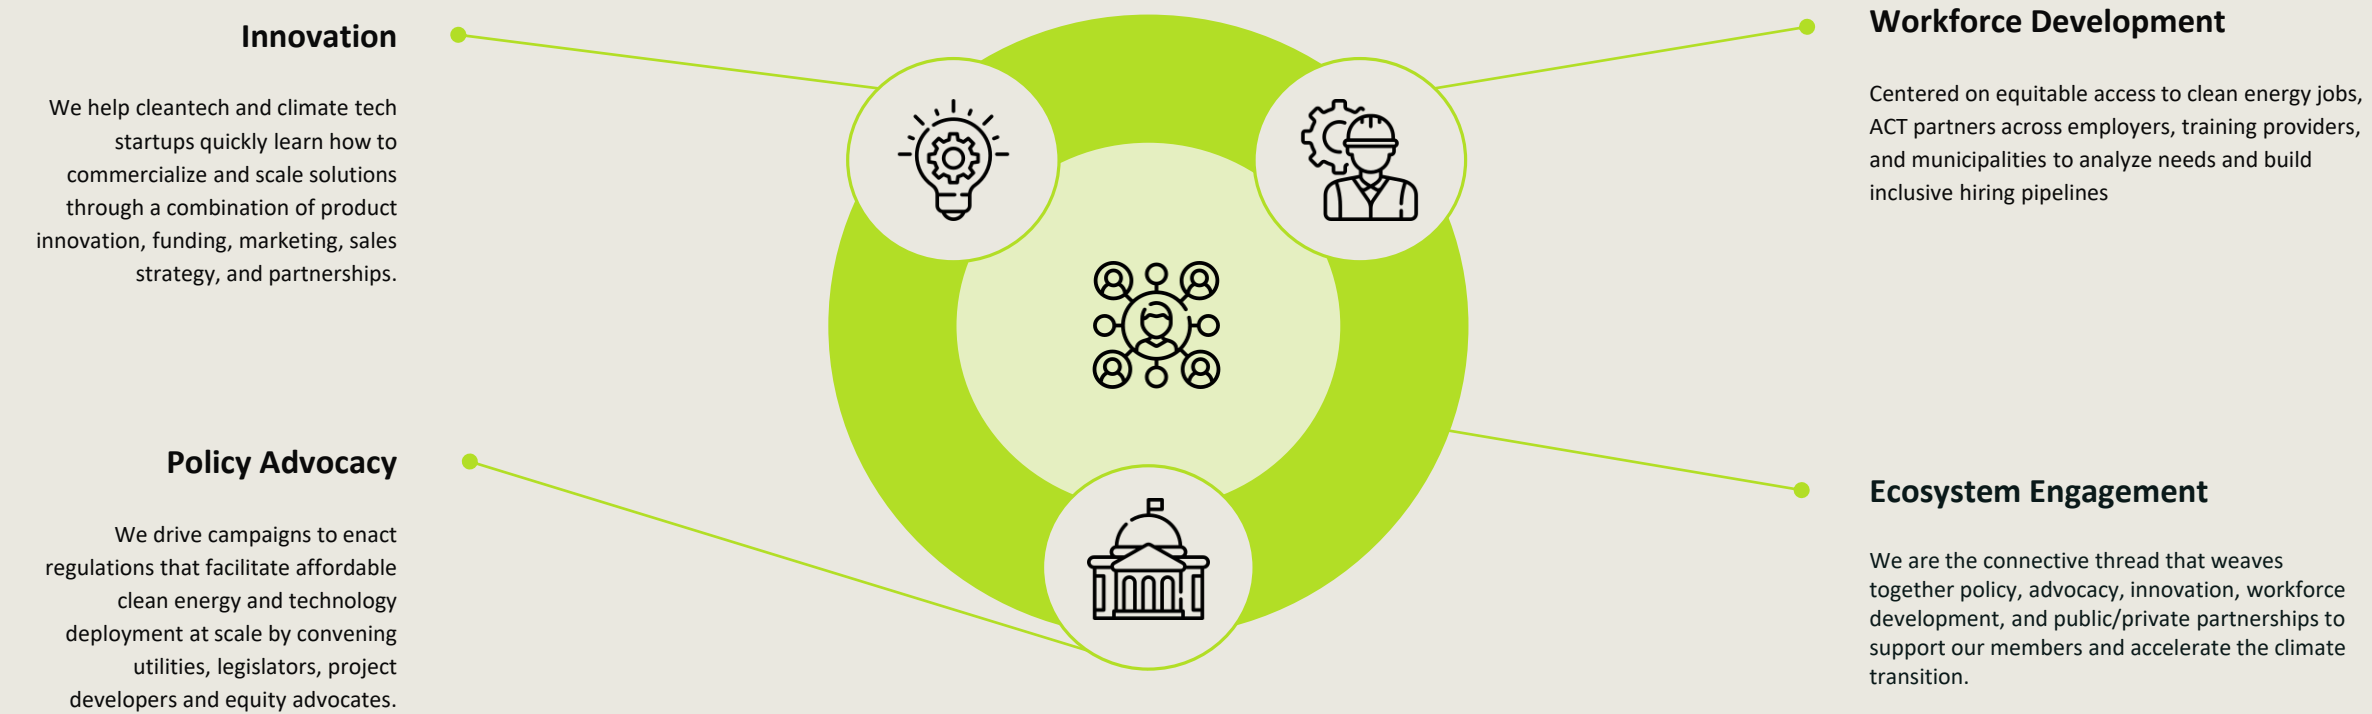 Innovation
We help cleantech and climate tech
startups quickly learn how to
commercialize and scale solutions
through a combination of product
innovation, funding, marketing, sales
strategy, and partnerships.
Workforce Development
Centered on equitable access to clean energy jobs,
ACT partners across employers, training providers,
and municipalities to analyze needs and build
inclusive hiring pipelines
Policy Advocacy
We drive campaigns to enact
regulations that facilitate affordable
clean energy and technology
deployment at scale by convening
utilities, legislators, project
developers and equity advocates.
Ecosystem Engagement
We are the connective thread that weaves
together policy, advocacy, innovation, workforce
development, and public/private partnerships to
support our members and accelerate the climate
transition.